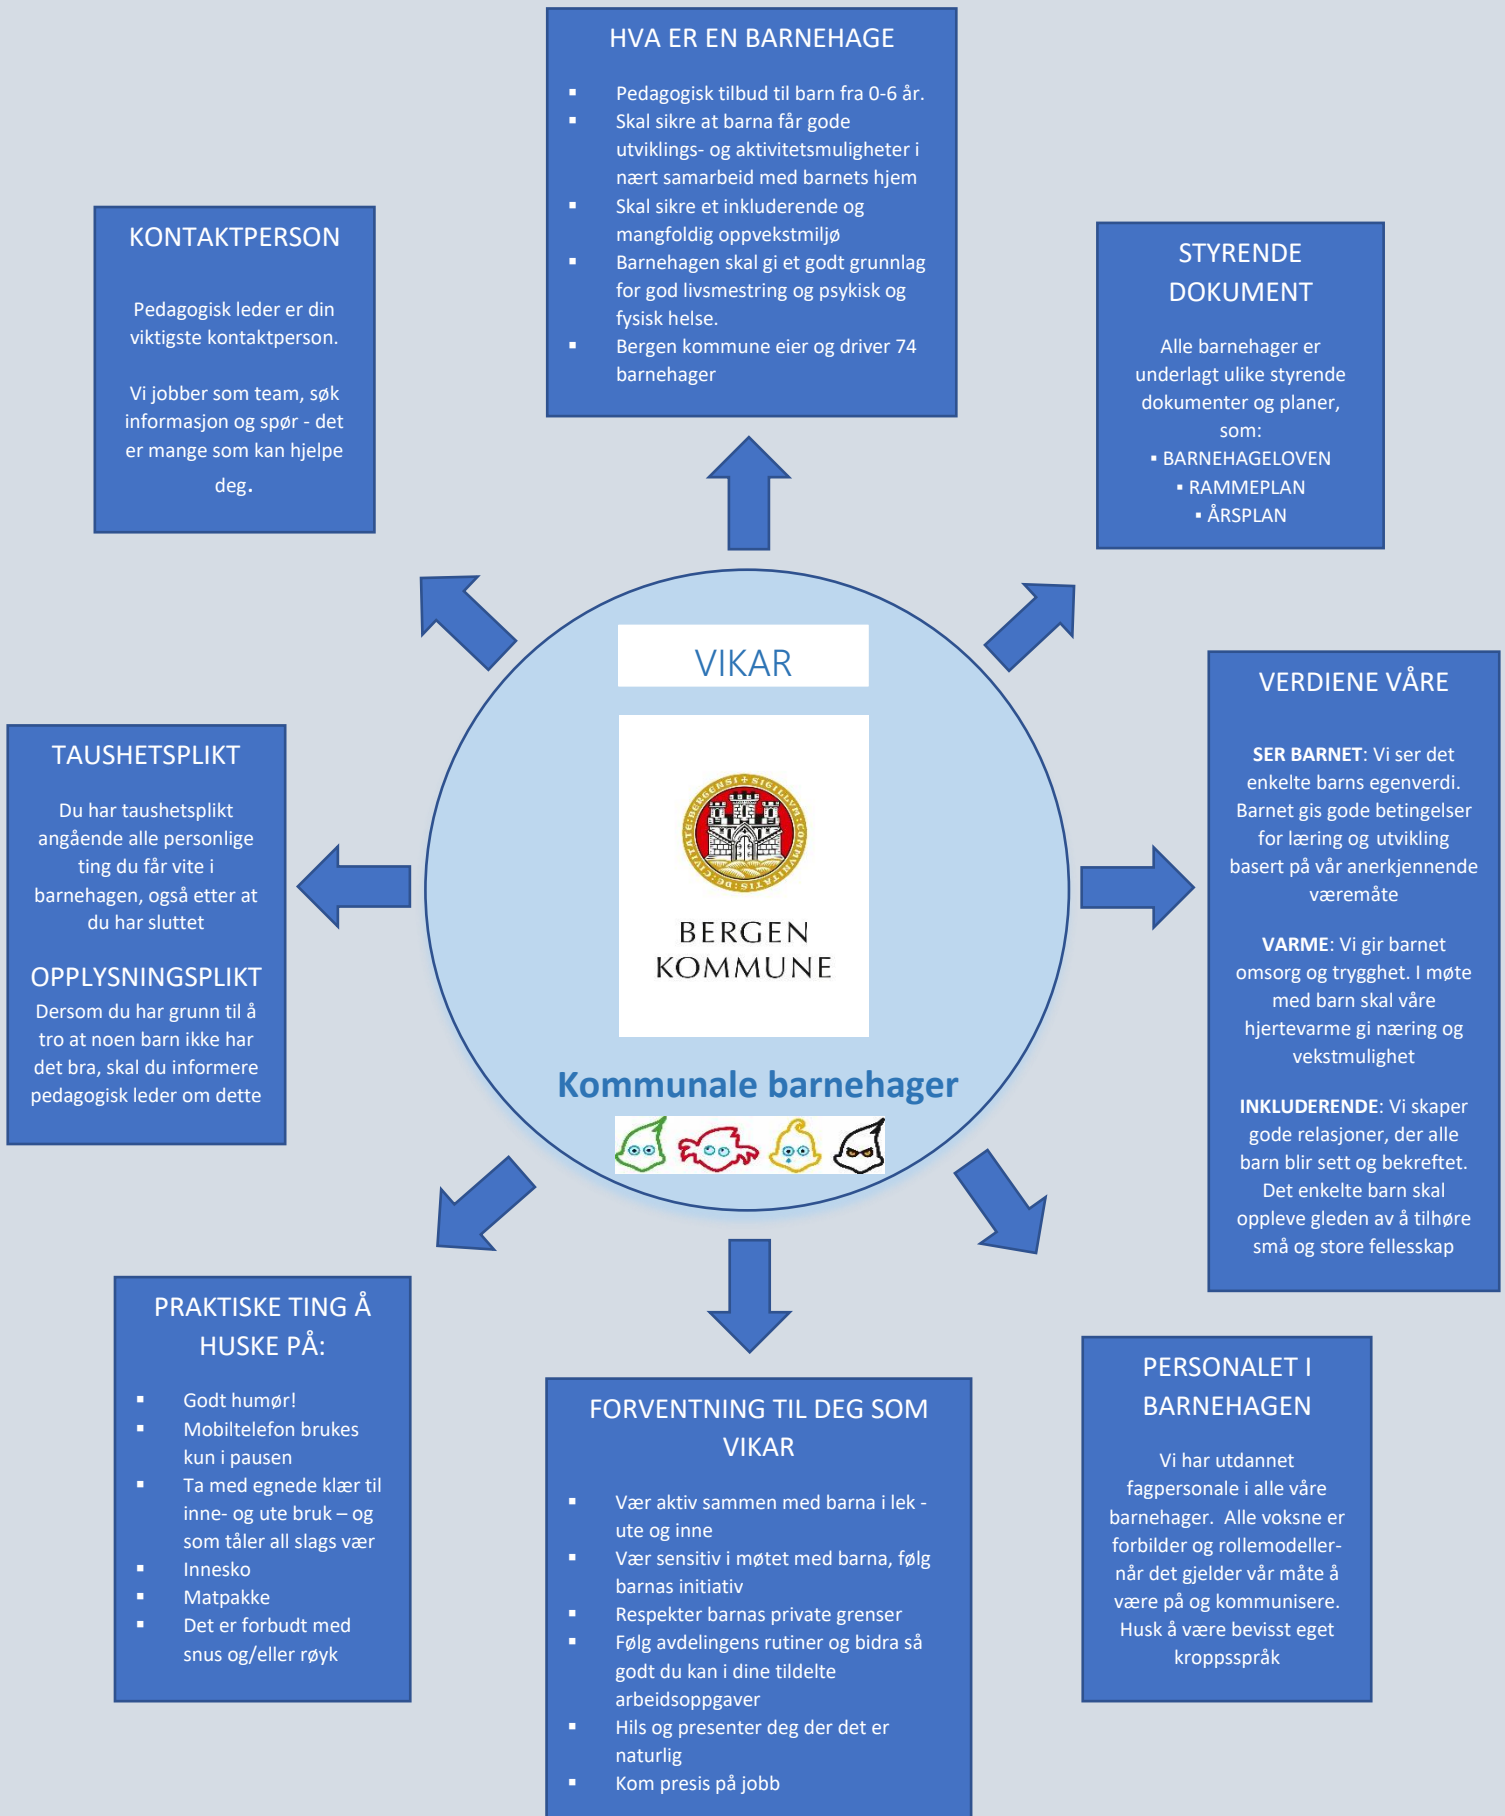 HVA ER EN BARNEHAGE
▪ Pedagogisk tilbud til barn fra 0-6 år.
▪ Skal sikre at barna får gode
utviklings- og aktivitetsmuligheter i
nært samarbeid med barnets hjem
▪ Skal sikre et inkluderende og
mangfoldig oppvekstmiljø
▪ Barnehagen skal gi et godt grunnlag
for god livsmestring og psykisk og
fysisk helse.
▪ Bergen kommune eier og driver 74
barnehager
KONTAKTPERSON
Pedagogisk leder er din
viktigste kontaktperson.
Vi jobber som team, søk
informasjon og spør - det
er mange som kan hjelpe
deg.
STYRENDE
DOKUMENT
Alle barnehager er
underlagt ulike styrende
dokumenter og planer,
som:
▪ BARNEHAGELOVEN
▪ RAMMEPLAN
▪ ÅRSPLAN
VIKAR
BERGEN
KOMMUNE
Kommunale barnehager
TAUSHETSPLIKT
Du har taushetsplikt
angående alle personlige
ting du får vite i
barnehagen, også etter at
du har sluttet
OPPLYSNINGSPLIKT
Dersom du har grunn til å
tro at noen barn ikke har
det bra, skal du informere
pedagogisk leder om dette
VERDIENE VÅRE
SER BARNET: Vi ser det
enkelte barns egenverdi.
Barnet gis gode betingelser
for læring og utvikling
basert på vår anerkjennende
væremåte
VARME: Vi gir barnet
omsorg og trygghet. I møte
med barn skal våre
hjertevarme gi næring og
vekstmulighet
INKLUDERENDE: Vi skaper
gode relasjoner, der alle
barn blir sett og bekreftet.
Det enkelte barn skal
oppleve gleden av å tilhøre
små og store fellesskap
PRAKTISKE TING Å
HUSKE PÅ:
▪ Godt humør!
▪ Mobiltelefon brukes
kun i pausen
▪ Ta med egnede klær til
inne- og ute bruk – og
som tåler all slags vær
▪ Innesko
▪ Matpakke
▪ Det er forbudt med
snus og/eller røyk
FORVENTNING TIL DEG SOM
VIKAR
▪ Vær aktiv sammen med barna i lek -
ute og inne
▪ Vær sensitiv i møtet med barna, følg
barnas initiativ
▪ Respekter barnas private grenser
▪ Følg avdelingens rutiner og bidra så
godt du kan i dine tildelte
arbeidsoppgaver
▪ Hils og presenter deg der det er
naturlig
▪ Kom presis på jobb
PERSONALET I
BARNEHAGEN
Vi har utdannet
fagpersonale i alle våre
barnehager. Alle voksne er
forbilder og rollemodeller-
når det gjelder vår måte å
være på og kommunisere.
Husk å være bevisst eget
kroppsspråk